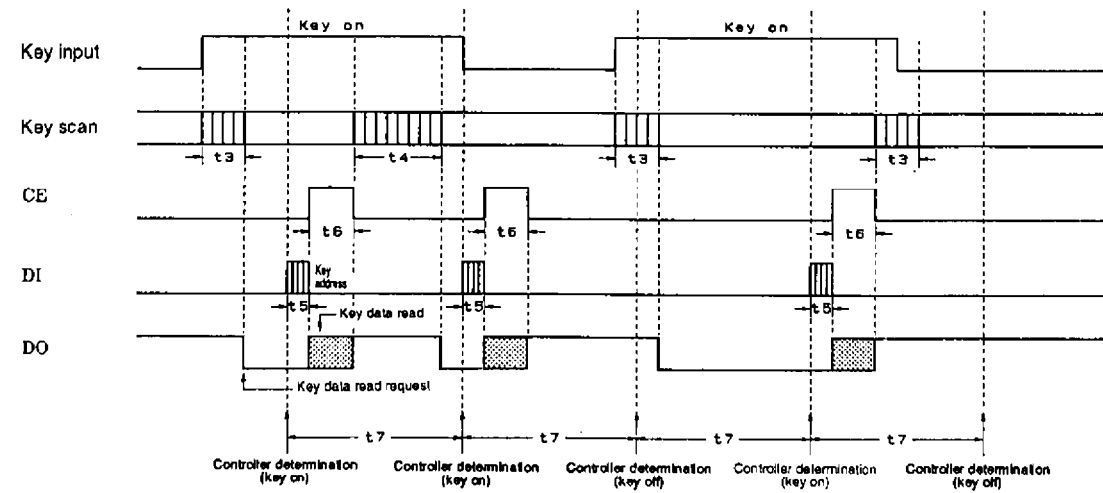 Key on
Key on
Key input
Key scan
t3
t4
t3
t3
CE
t6
t6
t6
DI
Key
address
t5
t5
t5
Key data read
DO
Key data read request
t7
t7
t7
t7
Controller determination
(key on)
Controller determination
(key on)
Controller determination
(key off)
Controller determination
(key on)
Controller determination
(key off)